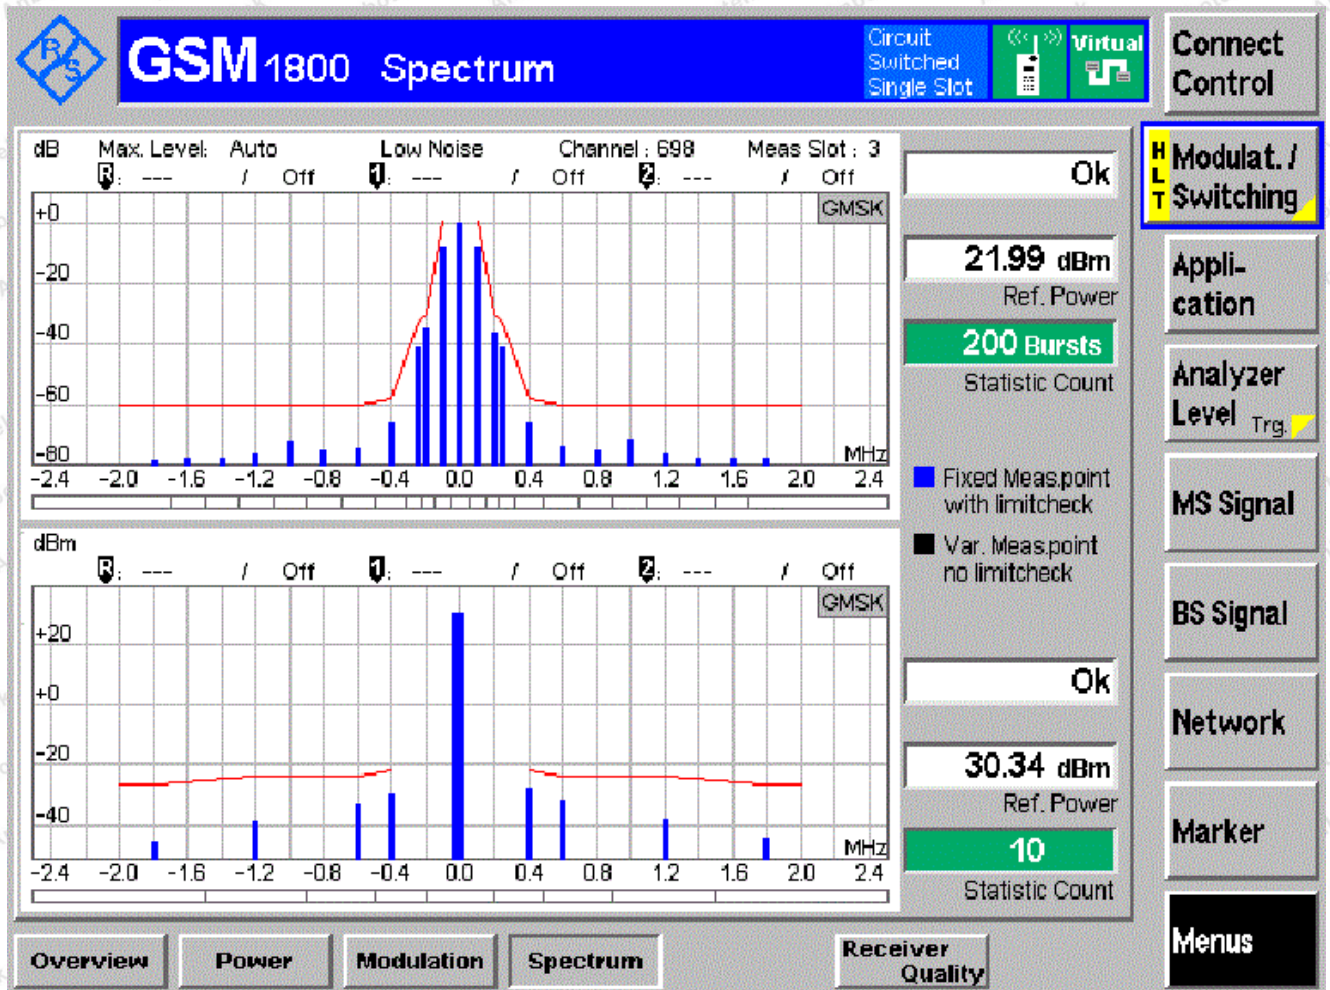 R S
GSM 1800 Spectrum
Circuit
Switched
Single Slot
Virtual
Connect
Control
dB Max. Level: Auto Low Noise Channel : 698 Meas Slot : 3
R : --- / Off 1 : --- / Off 2 : --- / Off
GMSK
+0
-20
-40
-60
-80
MHz
-2.4 -2.0 -1.6 -1.2 -0.8 -0.4 0.0 0.4 0.8 1.2 1.6 2.0 2.4
Ok
21.99 dBm
Ref. Power
200 Bursts
Statistic Count
Fixed Meas.point
with limitcheck
Var. Meas.point
no limitcheck
dBm
R : --- / Off 1 : --- / Off 2 : --- / Off
GMSK
+20
+0
-20
-40
MHz
-2.4 -2.0 -1.6 -1.2 -0.8 -0.4 0.0 0.4 0.8 1.2 1.6 2.0 2.4
Ok
30.34 dBm
Ref. Power
10
Statistic Count
HLT
Modulat. /
Switching
Appli-
cation
Analyzer
Level Trg.
MS Signal
BS Signal
Network
Marker
Menus
Overview Power Modulation Spectrum
Receiver
Quality